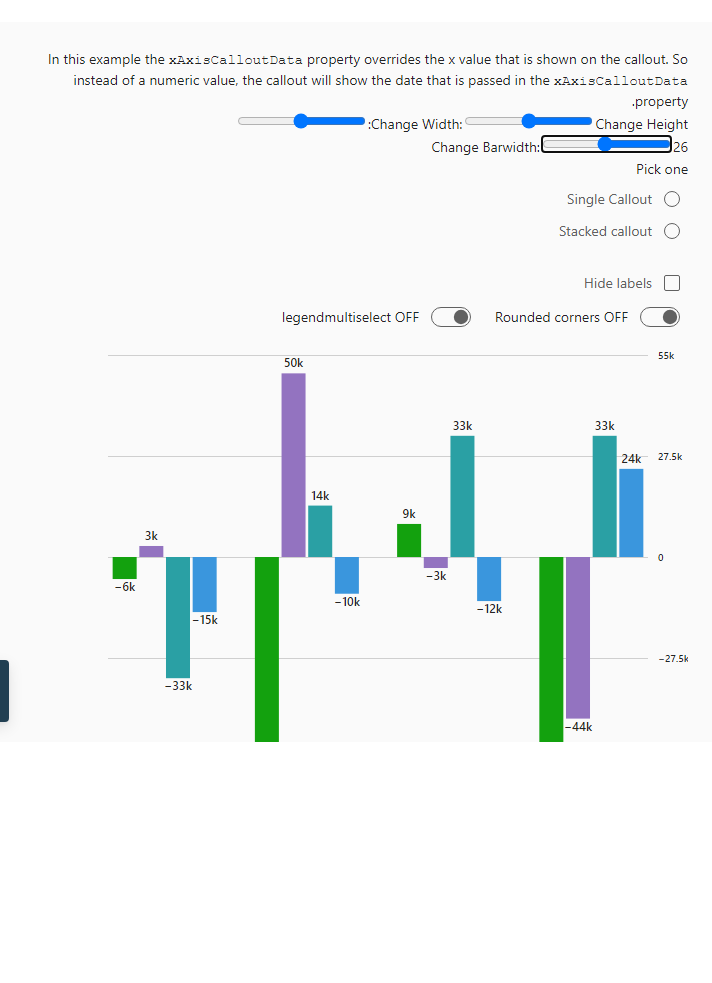 In this example the xAxisCalloutData property overrides the x value that is shown on the callout. So
instead of a numeric value, the callout will show the date that is passed in the xAxisCalloutData
.property
:Change Width: Change Height
Change Barwidth: 26
Pick one
Single Callout
Stacked callout
Hide labels
legendmultiselect OFF Rounded corners OFF
55k
50k
33k 33k
27.5k
24k
14k
9k
3k
0
−3k
−6k
−10k
−12k
−15k
−27.5k
−33k
−44k